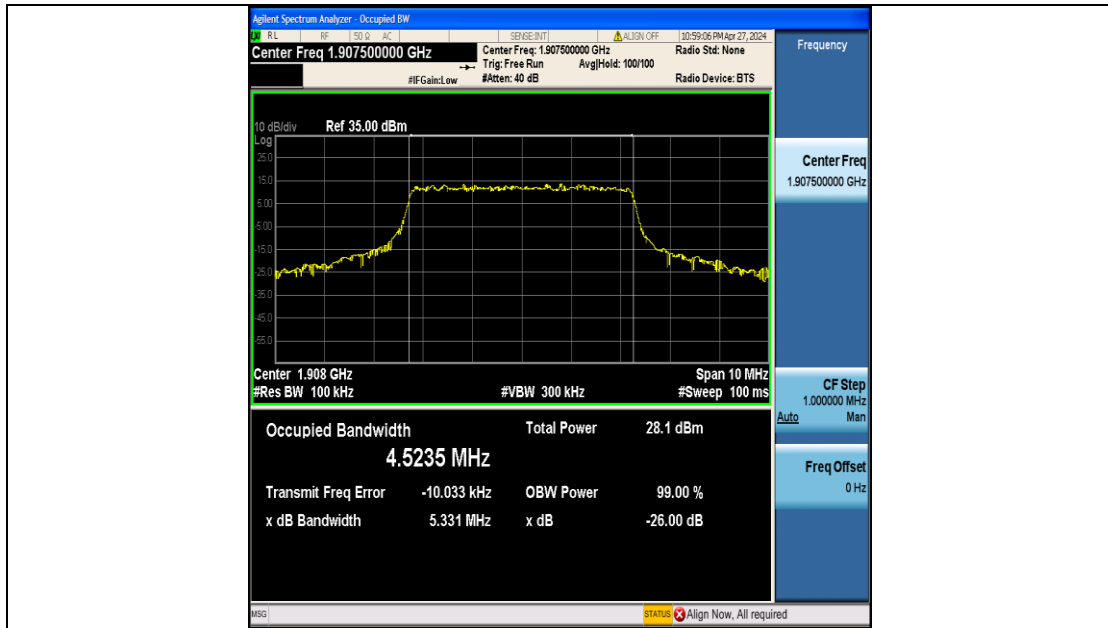 Agilent Spectrum Analyzer - Occupied BW
RL RF 50 Ω AC SENSE:INT ALIGN OFF 10:59:06 PM Apr 27, 2024
Center Freq 1.907500000 GHz Center Freq: 1.907500000 GHz Radio Std: None
Trig: Free Run Avg|Hold: 100/100
#IFGain:Low #Atten: 40 dB Radio Device: BTS
Frequency
10 dB/div Ref 35.00 dBm
Log
25.0
15.0
5.00
-5.00
-15.0
-25.0
-35.0
-45.0
-55.0
Center 1.908 GHz Span 10 MHz
#Res BW 100 kHz #VBW 300 kHz #Sweep 100 ms
Occupied Bandwidth Total Power 28.1 dBm
4.5235 MHz
Transmit Freq Error -10.033 kHz OBW Power 99.00 %
x dB Bandwidth 5.331 MHz x dB -26.00 dB
Center Freq
1.907500000 GHz
CF Step
1.000000 MHz
Auto Man
Freq Offset
0 Hz
MSG STATUS Align Now, All required